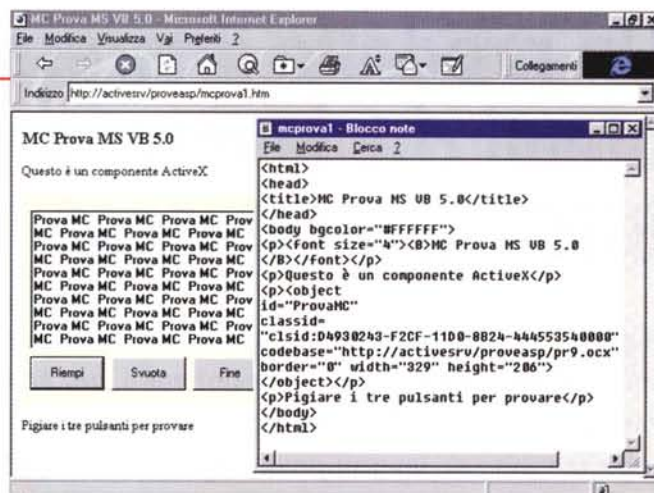 MC Prova MS VB 5.0 - Microsoft Internet Explorer
File Modifica Visualizza Vai Preferiti ?
Collegamenti
Indirizzo http://activesrv/proveasp/mcprova1.htm
MC Prova MS VB 5.0
Questo è un componente ActiveX
Prova MC Prova MC Prova MC Prov
MC Prova MC Prova MC Prova MC
Prova MC Prova MC Prova MC Prov
MC Prova MC Prova MC Prova MC
Prova MC Prova MC Prova MC Prov
MC Prova MC Prova MC Prova MC
Prova MC Prova MC Prova MC Prov
MC Prova MC Prova MC Prova MC
Prova MC Prova MC Prova MC Prov
MC Prova MC Prova MC Prova MC
Riempi Svuota Fine
Pigiare i tre pulsanti per provare
mcprova1 - Blocco note
File Modifica Cerca ?
<html>
<head>
<title>MC Prova MS VB 5.0</title>
</head>
<body bgcolor="#FFFFFF">
<p><font size="4"><B>MC Prova MS VB 5.0
</B></font></p>
<p>Questo è un componente ActiveX</p>
<p><object
id="ProvaMC"
classid=
"clsid:D4930243-F2CF-11D0-8B24-444553540000"
codebase="http://activesrv/proveasp/pr9.ocx"
border="0" width="329" height="206">
</object></p>
<p>Pigiare i tre pulsanti per provare</p>
</body>
</html>